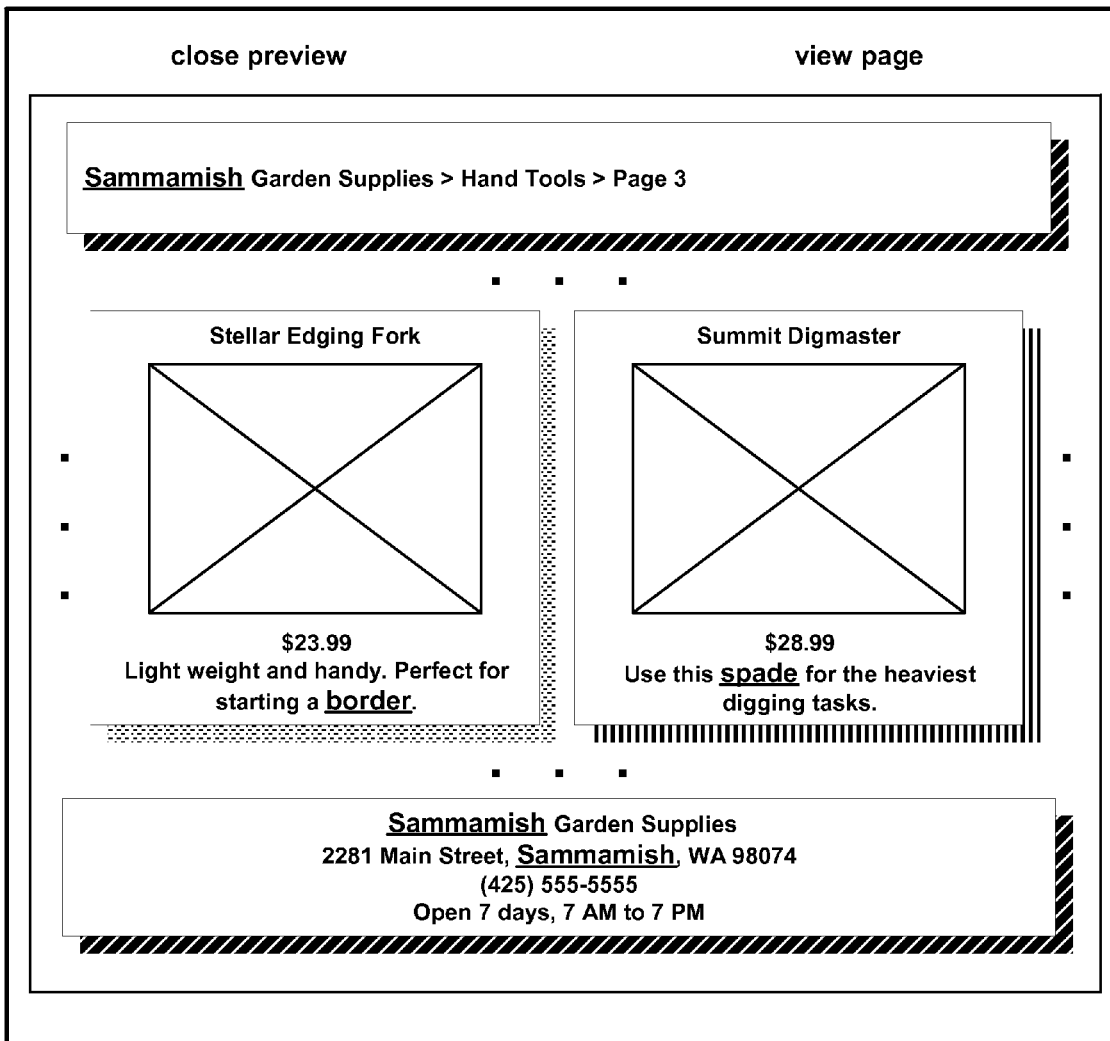 close preview
view page
Sammamish Garden Supplies > Hand Tools > Page 3
Stellar Edging Fork
$23.99
Light weight and handy. Perfect for
starting a border.
Summit Digmaster
$28.99
Use this spade for the heaviest
digging tasks.
Sammamish Garden Supplies
2281 Main Street, Sammamish, WA 98074
(425) 555-5555
Open 7 days, 7 AM to 7 PM